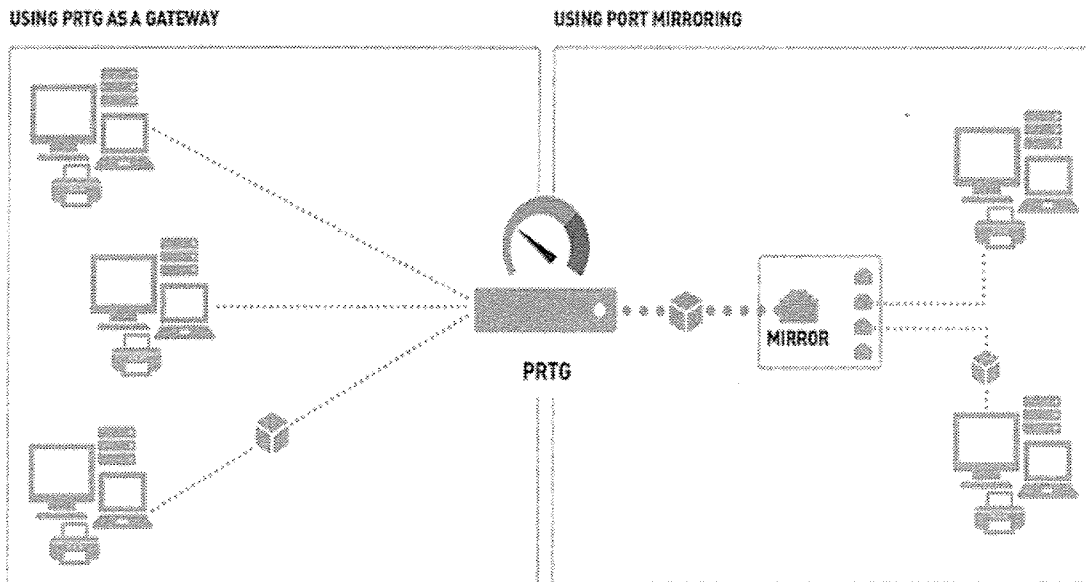 USING PRTG AS A GATEWAY
USING PORT MIRRORING
MIRROR
PRTG